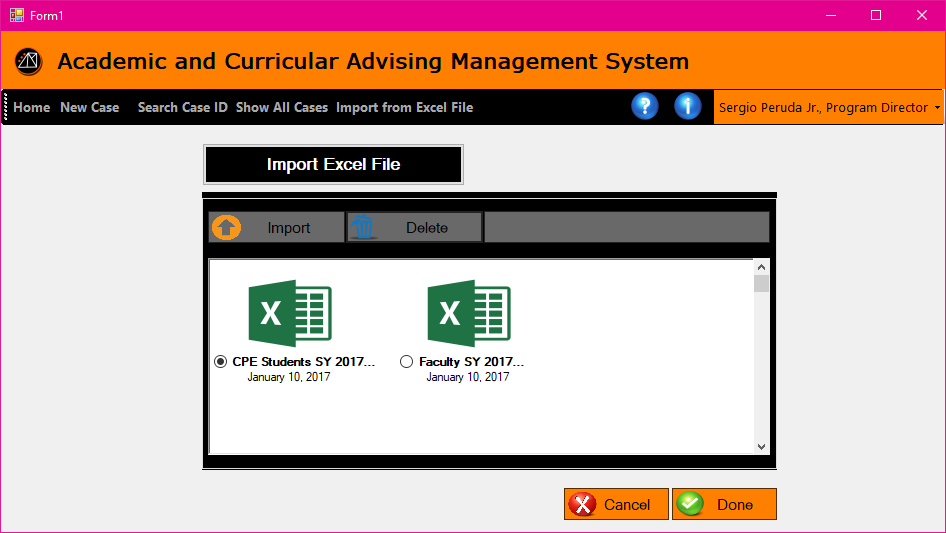 Form1
Academic and Curricular Advising Management System
Home New Case Search Case ID Show All Cases Import from Excel File ? i Sergio Peruda Jr., Program Director
Import Excel File
Import Delete
X X
CPE Students SY 2017... Faculty SY 2017...
January 10, 2017 January 10, 2017
Cancel Done